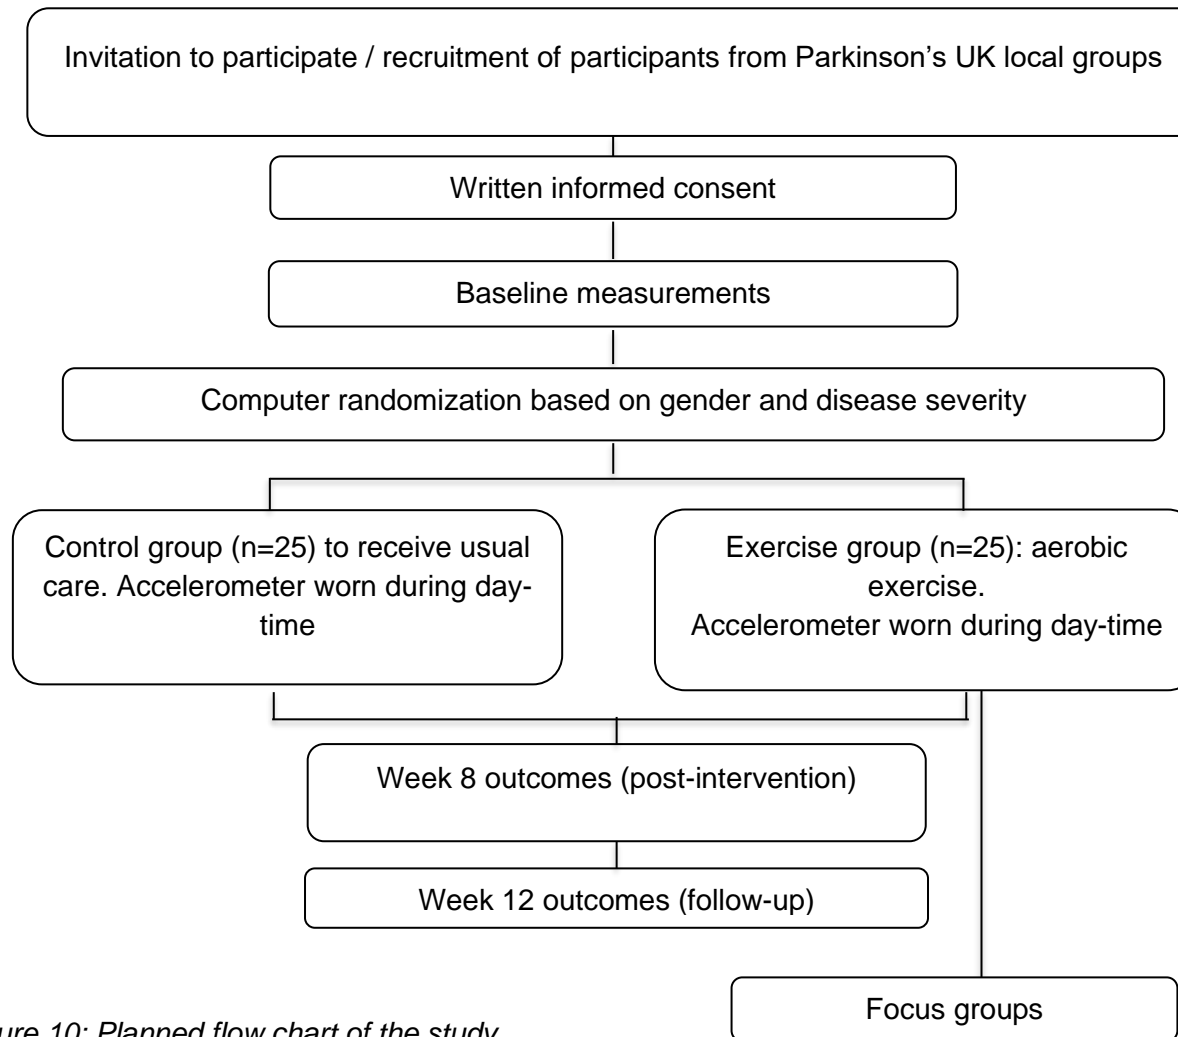 Invitation to participate / recruitment of participants from Parkinson’s UK local groups
Written informed consent
Baseline measurements
Computer randomization based on gender and disease severity
Control group (n=25) to receive usual
care. Accelerometer worn during day-
time
Exercise group (n=25): aerobic
exercise.
Accelerometer worn during day-time
Week 8 outcomes (post-intervention)
Week 12 outcomes (follow-up)
Focus groups
ure 10: Planned flow chart of the study